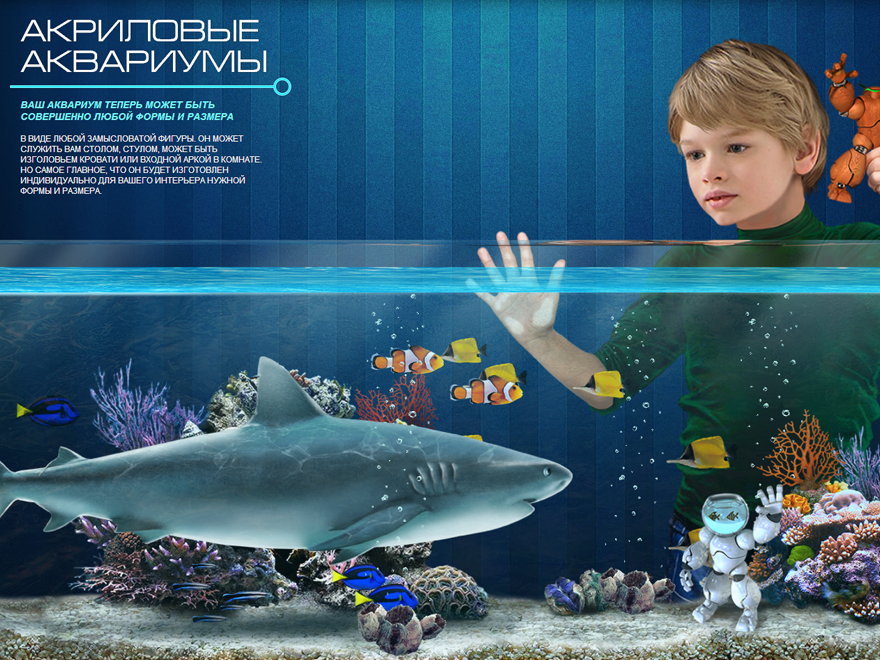 АКРИЛОВЫЕ
АКВАРИУМЫ
ВАШ АКВАРИУМ ТЕПЕРЬ МОЖЕТ БЫТЬ
СОВЕРШЕННО ЛЮБОЙ ФОРМЫ И РАЗМЕРА
В ВИДЕ ЛЮБОЙ ЗАМЫСЛОВАТОЙ ФИГУРЫ. ОН МОЖЕТ
СЛУЖИТЬ ВАМ СТОЛОМ, СТУЛОМ, МОЖЕТ БЫТЬ
ИЗГОЛОВЬЕМ КРОВАТИ ИЛИ ВХОДНОЙ АРКОЙ В КОМНАТЕ.
НО САМОЕ ГЛАВНОЕ, ЧТО ОН БУДЕТ ИЗГОТОВЛЕН
ИНДИВИДУАЛЬНО ДЛЯ ВАШЕГО ИНТЕРЬЕРА НУЖНОЙ
ФОРМЫ И РАЗМЕРА.